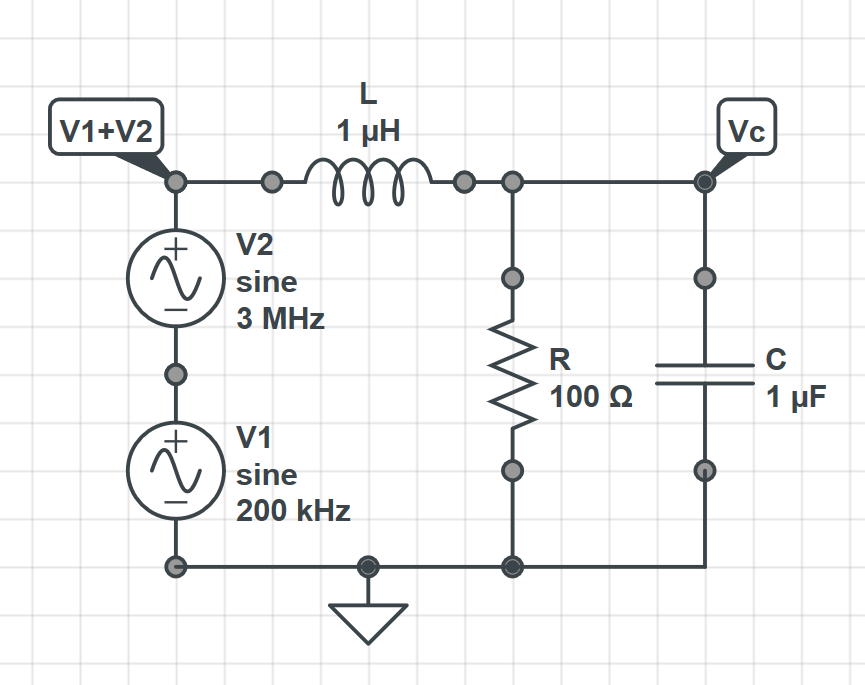 L
1 µH
V1+V2
Vc
V2
sine
3 MHz
R
100 Ω
C
1 µF
V1
sine
200 kHz